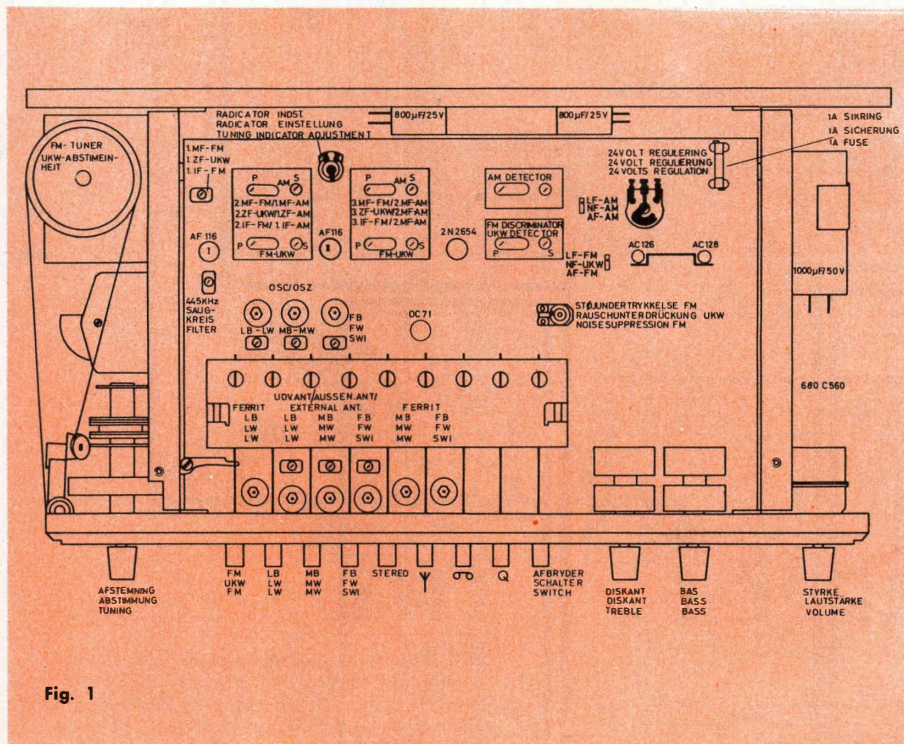 800µF/25V
800µF/25V
RADICATOR INDST.
RADICATOR EINSTELLUNG
TUNING INDICATOR ADJUSTMENT
1A SIKRING
1A SICHERUNG
1A FUSE
FM-TUNER
UKW-ABSTIMEIN-
HEIT
1.MF-FM
1.ZF-UKW
1.IF-FM
P AM S
2.MF-FM/1.MF-AM
2.ZF-UKW/1.ZF-AM
2.IF-FM/1.IF-AM
P S
FM-UKW
P AM S
3.MF-FM/2.MF-AM
3.ZF-UKW/2.MF-AM
3.IF-FM/2.MF-AM
P S
FM-UKW
AM DETECTOR
FM DISCRIMINATOR
UKW DETECTOR
P S
24VOLT REGULERING
24VOLT REGULIERUNG
24VOLTS REGULATION
LF-AM
NF-AM
AF-AM
AF116
AF116
2N2654
LF-FM
NF-UKW
AF-FM
AC126
AC128
1000µF/50V
445KHz
SAUG-
KREIS
FILTER
OSC/OSZ
LB-LW
MB-MW
FB
FW
SWI
OC71
STØJUNDERTRYKKELSE FM
RAUSCHUNTERDRÜCKUNG UKW
NOISESUPPRESSION FM
680 C560
UDV.ANT/AUSSEN.ANT/
FERRIT EXTERNAL ANT. FERRIT
LB LB MB FB MB FB
LW LW MW FW MW FW
LW LW MW SWI MW SWI
AFSTEMNING
ABSTIMMUNG
TUNING
FM
UKW
FM
LB
LW
LW
MB
MW
MW
FB
FW
SWI
STEREO
AFBRYDER
SCHALTER
SWITCH
DISKANT
DISKANT
TREBLE
BAS
BASS
BASS
STYRKE
LAUTSTÄRKE
VOLUME
Fig. 1